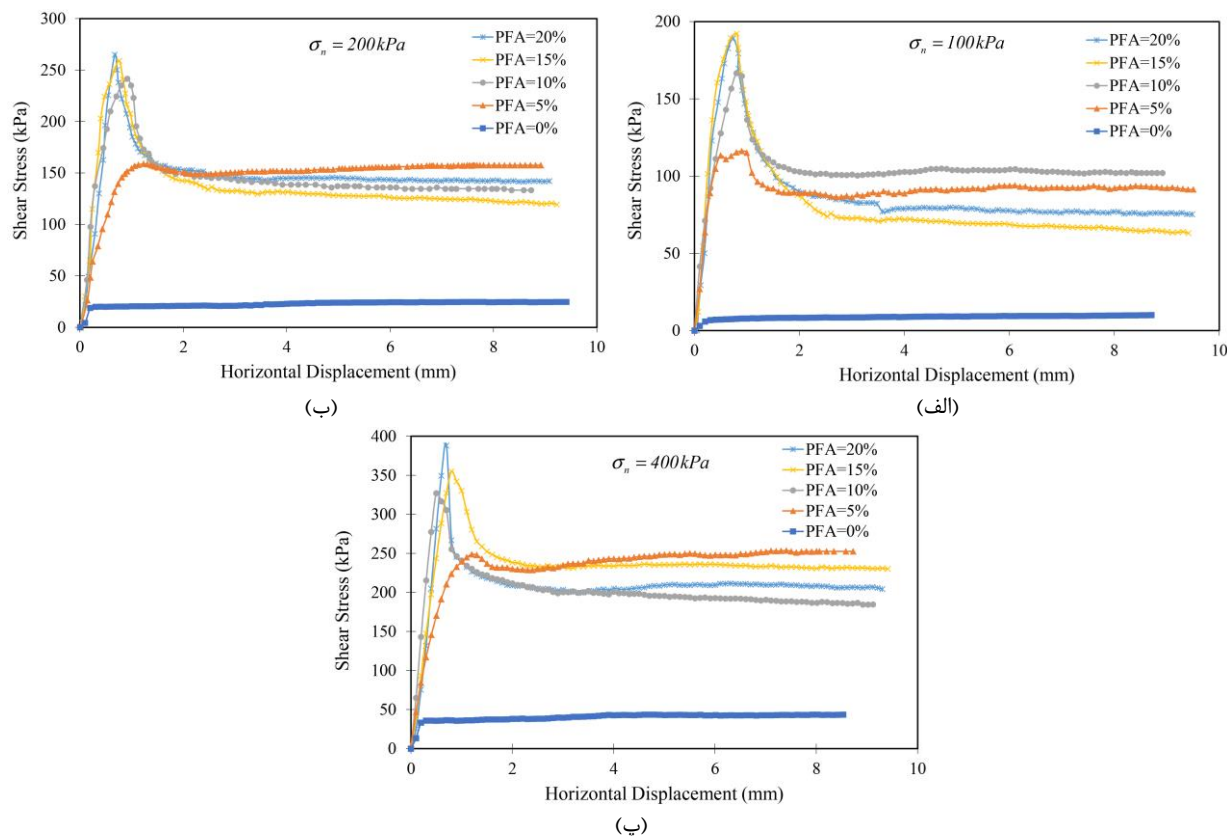 300
250
200
150
100
50
0
Shear Stress (kPa)
σn = 200kPa
PFA=20%
PFA=15%
PFA=10%
PFA=5%
PFA=0%
0 2 4 6 8 10
Horizontal Displacement (mm)
(ب)
200
150
100
50
0
Shear Stress (kPa)
σn = 100kPa
PFA=20%
PFA=15%
PFA=10%
PFA=5%
PFA=0%
0 2 4 6 8 10
Horizontal Displacement (mm)
(الف)
400
350
300
250
200
150
100
50
0
Shear Stress (kPa)
σn = 400kPa
PFA=20%
PFA=15%
PFA=10%
PFA=5%
PFA=0%
0 2 4 6 8 10
Horizontal Displacement (mm)
(پ)